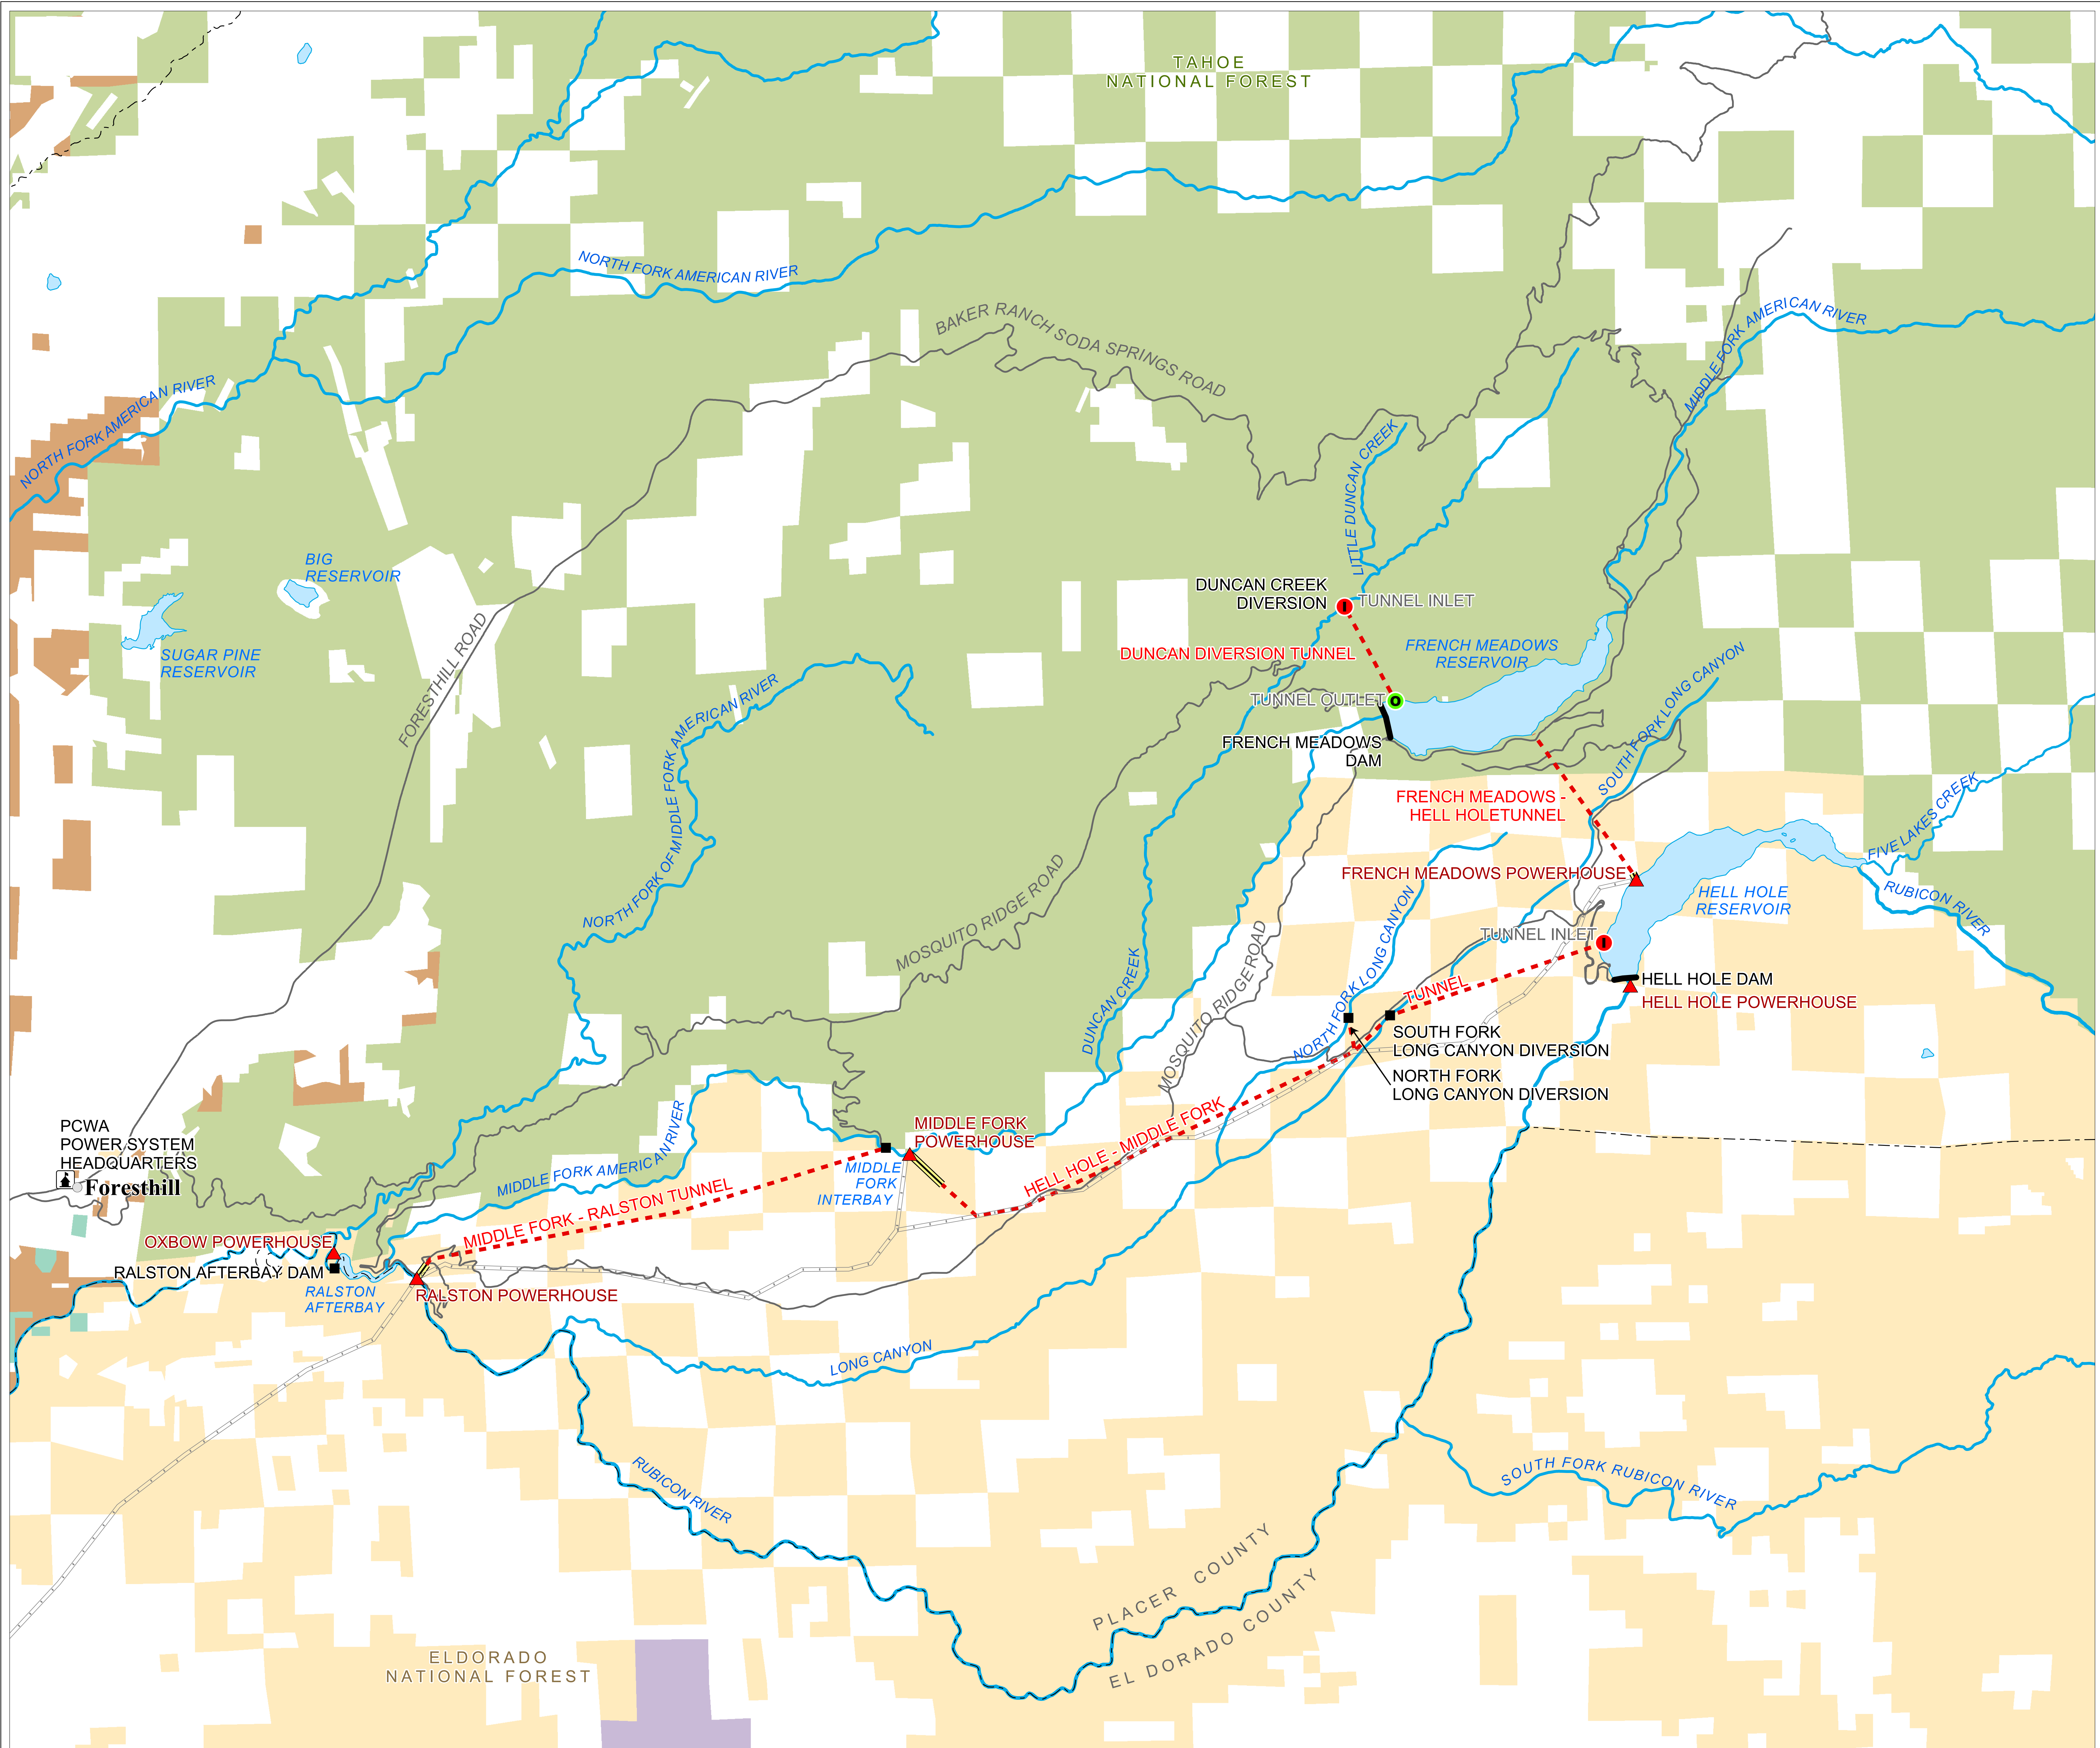 TAHOE
NATIONAL FOREST
NORTH FORK AMERICAN RIVER
BAKER RANCH SODA SPRINGS ROAD
MIDDLE FORK AMERICAN RIVER
NORTH FORK AMERICAN RIVER
LITTLE DUNCAN CREEK
BIG
RESERVOIR
SUGAR PINE
RESERVOIR
FORESTHILL ROAD
DUNCAN CREEK
DIVERSION
I
TUNNEL INLET
DUNCAN DIVERSION TUNNEL
FRENCH MEADOWS
RESERVOIR
TUNNEL OUTLET
O
FRENCH MEADOWS
DAM
SOUTH FORK LONG CANYON
NORTH FORK OF MIDDLE FORK AMERICAN RIVER
FRENCH MEADOWS -
HELL HOLETUNNEL
FIVE LAKES CREEK
FRENCH MEADOWS POWERHOUSE
HELL HOLE
RESERVOIR
RUBICON RIVER
MOSQUITO RIDGE ROAD
TUNNEL INLET
I
NORTH FORK LONG CANYON
MOSQUITO RIDGE ROAD
DUNCAN CREEK
TUNNEL
HELL HOLE DAM
HELL HOLE POWERHOUSE
SOUTH FORK
LONG CANYON DIVERSION
NORTH FORK
LONG CANYON DIVERSION
PCWA
POWER SYSTEM
HEADQUARTERS
Foresthill
MIDDLE FORK AMERICAN RIVER
MIDDLE FORK
POWERHOUSE
MIDDLE
FORK
INTERBAY
HELL HOLE - MIDDLE FORK
MIDDLE FORK - RALSTON TUNNEL
OXBOW POWERHOUSE
RALSTON AFTERBAY DAM
RALSTON
AFTERBAY
RALSTON POWERHOUSE
LONG CANYON
RUBICON RIVER
SOUTH FORK RUBICON RIVER
PLACER COUNTY
EL DORADO COUNTY
ELDORADO
NATIONAL FOREST